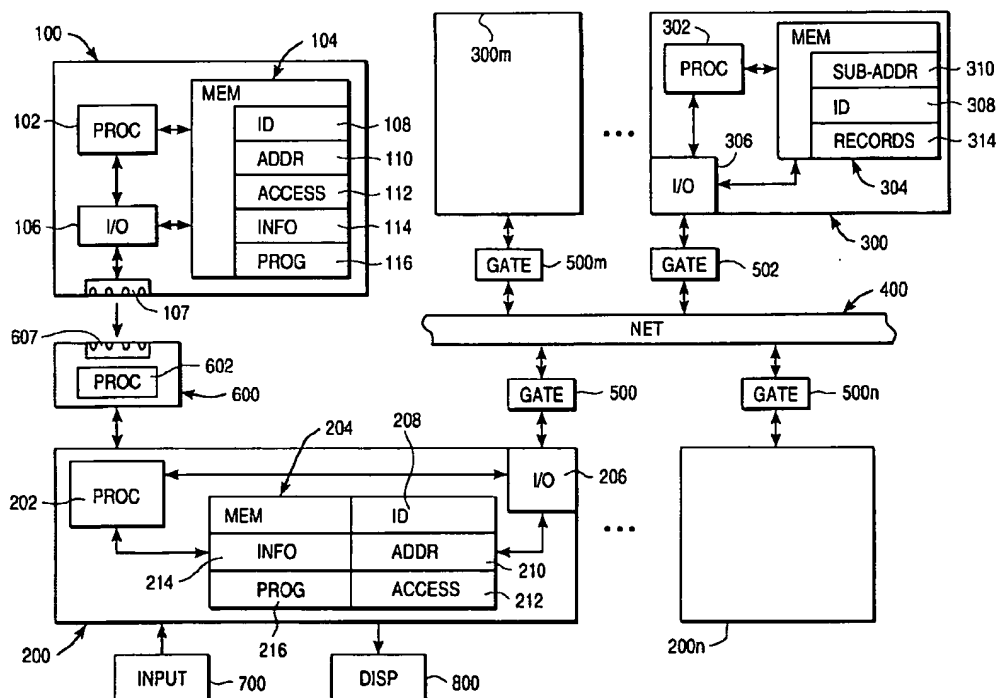 100
104
MEM
102
PROC
ID
108
ADDR
110
ACCESS
112
106
I/O
INFO
114
PROG
116
107
607
PROC
602
600
300m
GATE
500m
302
PROC
MEM
SUB-ADDR
310
ID
308
RECORDS
314
306
I/O
304
300
GATE
502
400
NET
GATE
500
GATE
500n
204
208
202
PROC
I/O
206
MEM
ID
INFO
ADDR
214
210
PROG
ACCESS
212
216
200
200n
INPUT
700
DISP
800